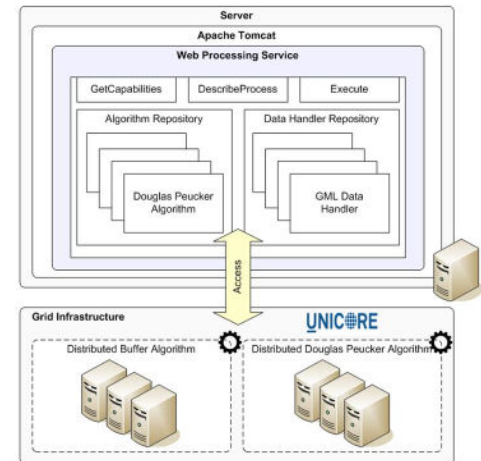 Server
Apache Tomcat
Web Processing Service
GetCapabilities
DescribeProcess
Execute
Algorithm Repository
Data Handler Repository
Douglas Peucker
Algorithm
GML Data
Handler
Access
Grid Infrastructure
UNICORE
Distributed Buffer Algorithm
Distributed Douglas Peucker Algorithm